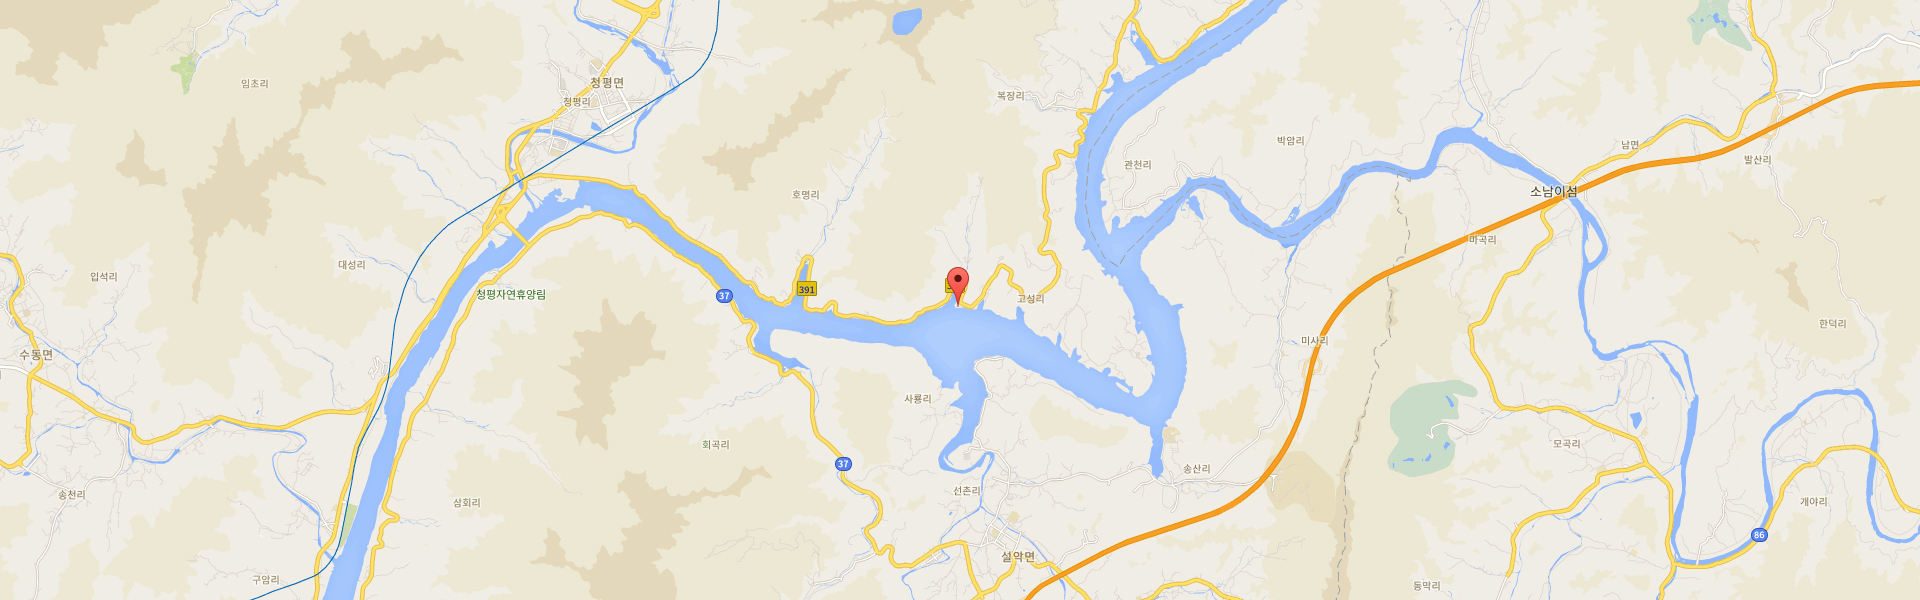 임초리
청평면
청평리
복장리
관천리
박암리
남면
발산리
소남이섬
호명리
마곡리
대성리
입석리
청평자연휴양림
37
391
고성리
한덕리
미사리
수동면
사룡리
회곡리
모곡리
37
송산리
선촌리
송천리
삼회리
개야리
86
설악면
구암리
동막리